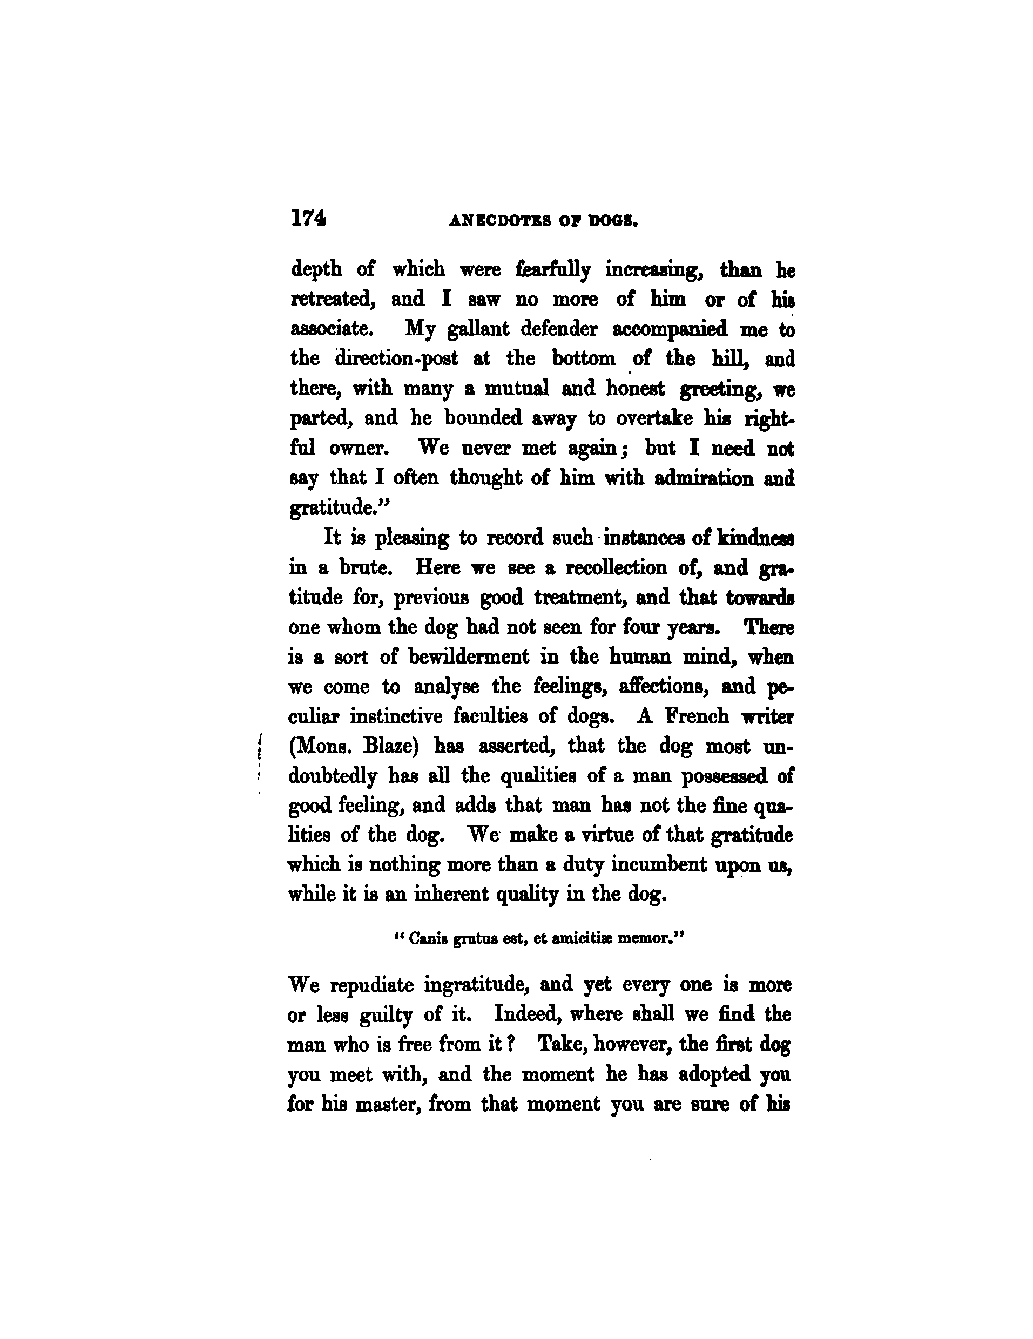 174 ANECDOTES OF DOGS.
depth of which were fearfully increasing, than he
retreated, and I saw no more of him or of his
associate. My gallant defender accompanied me to
the direction-post at the bottom of the hill, and
there, with many a mutual and honest greeting, we
parted, and he bounded away to overtake his right-
ful owner. We never met again; but I need not
say that I often thought of him with admiration and
gratitude."
It is pleasing to record such instances of kindness
in a brute. Here we see a recollection of, and gra-
titude for, previous good treatment, and that towards
one whom the dog had not seen for four years. There
is a sort of bewilderment in the human mind, when
we come to analyse the feelings, affections, and pe-
culiar instinctive faculties of dogs. A French writer
(Mons. Blaze) has asserted, that the dog most un-
doubtedly has all the qualities of a man possessed of
good feeling, and adds that man has not the fine qua-
lities of the dog. We make a virtue of that gratitude
which is nothing more than a duty incumbent upon us,
while it is an inherent quality in the dog.
"Canis gratus est, et amicitiæ memor."
We repudiate ingratitude, and yet every one is more
or less guilty of it. Indeed, where shall we find the
man who is free from it? Take, however, the first dog
you meet with, and the moment he has adopted you
for his master, from that moment you are sure of his